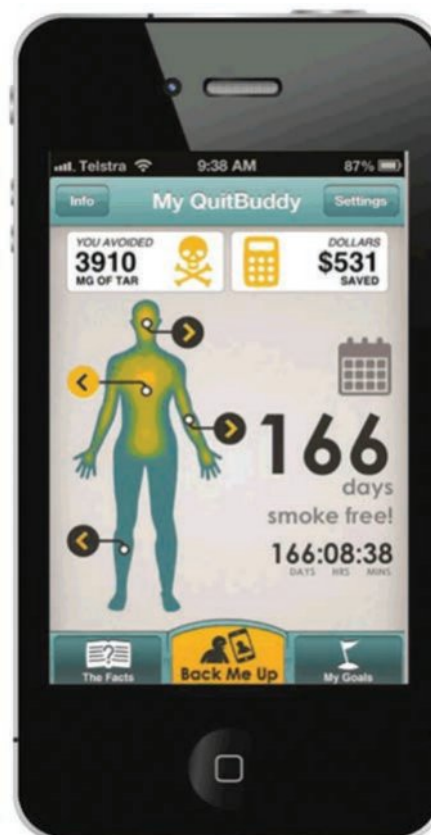 Telstra 9:38 AM 87%
Info My QuitBuddy Settings
YOU AVOIDED
3910
MG OF TAR
DOLLARS
$531
SAVED
166
days
smoke free!
166:08:38
DAYS HRS MINS
?
The Facts Back Me Up My Goals